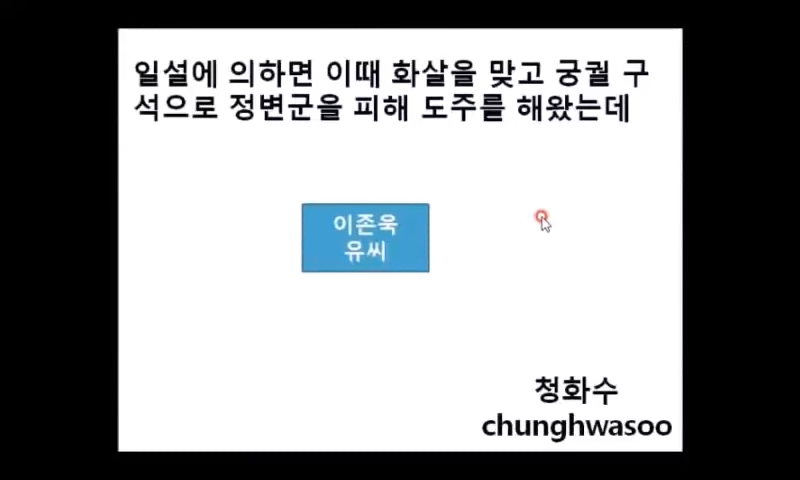 일설에 의하면 이때 화살을 맞고 궁궐 구
석으로 정변군을 피해 도주를 해왔는데
이존욱
유씨
청화수
chunghwasoo